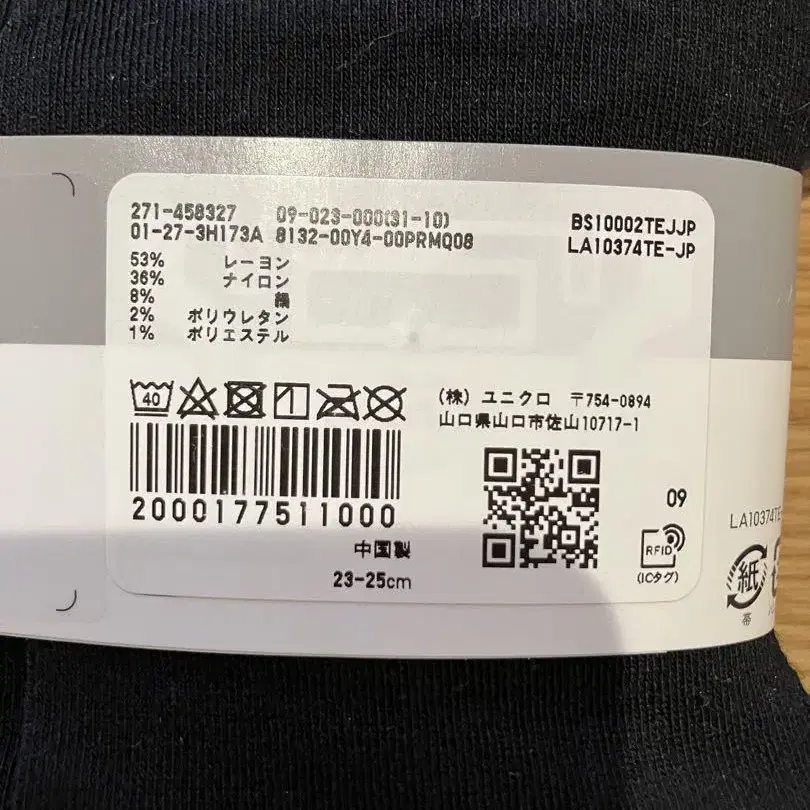 271-458327 09-023-000(31-10)
01-27-3H173A 8132-00Y4-00PRMQ08
BS10002TEJJP
LA10374TE-JP
53% レーヨン
36% ナイロン
8% 綿
2% ポリウレタン
1% ポリエステル
40
(株) ユニクロ 〒754-0894
山口県山口市佐山10717-1
2000177511000
中国製
23-25cm
09
RFID
(ICタグ)
LA10374TE-
紙
帯